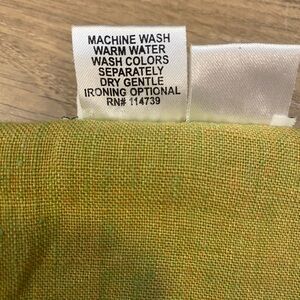 MACHINE WASH
WARM WATER
WASH COLORS
SEPARATELY
DRY GENTLE
IRONING OPTIONAL
RN# 114739